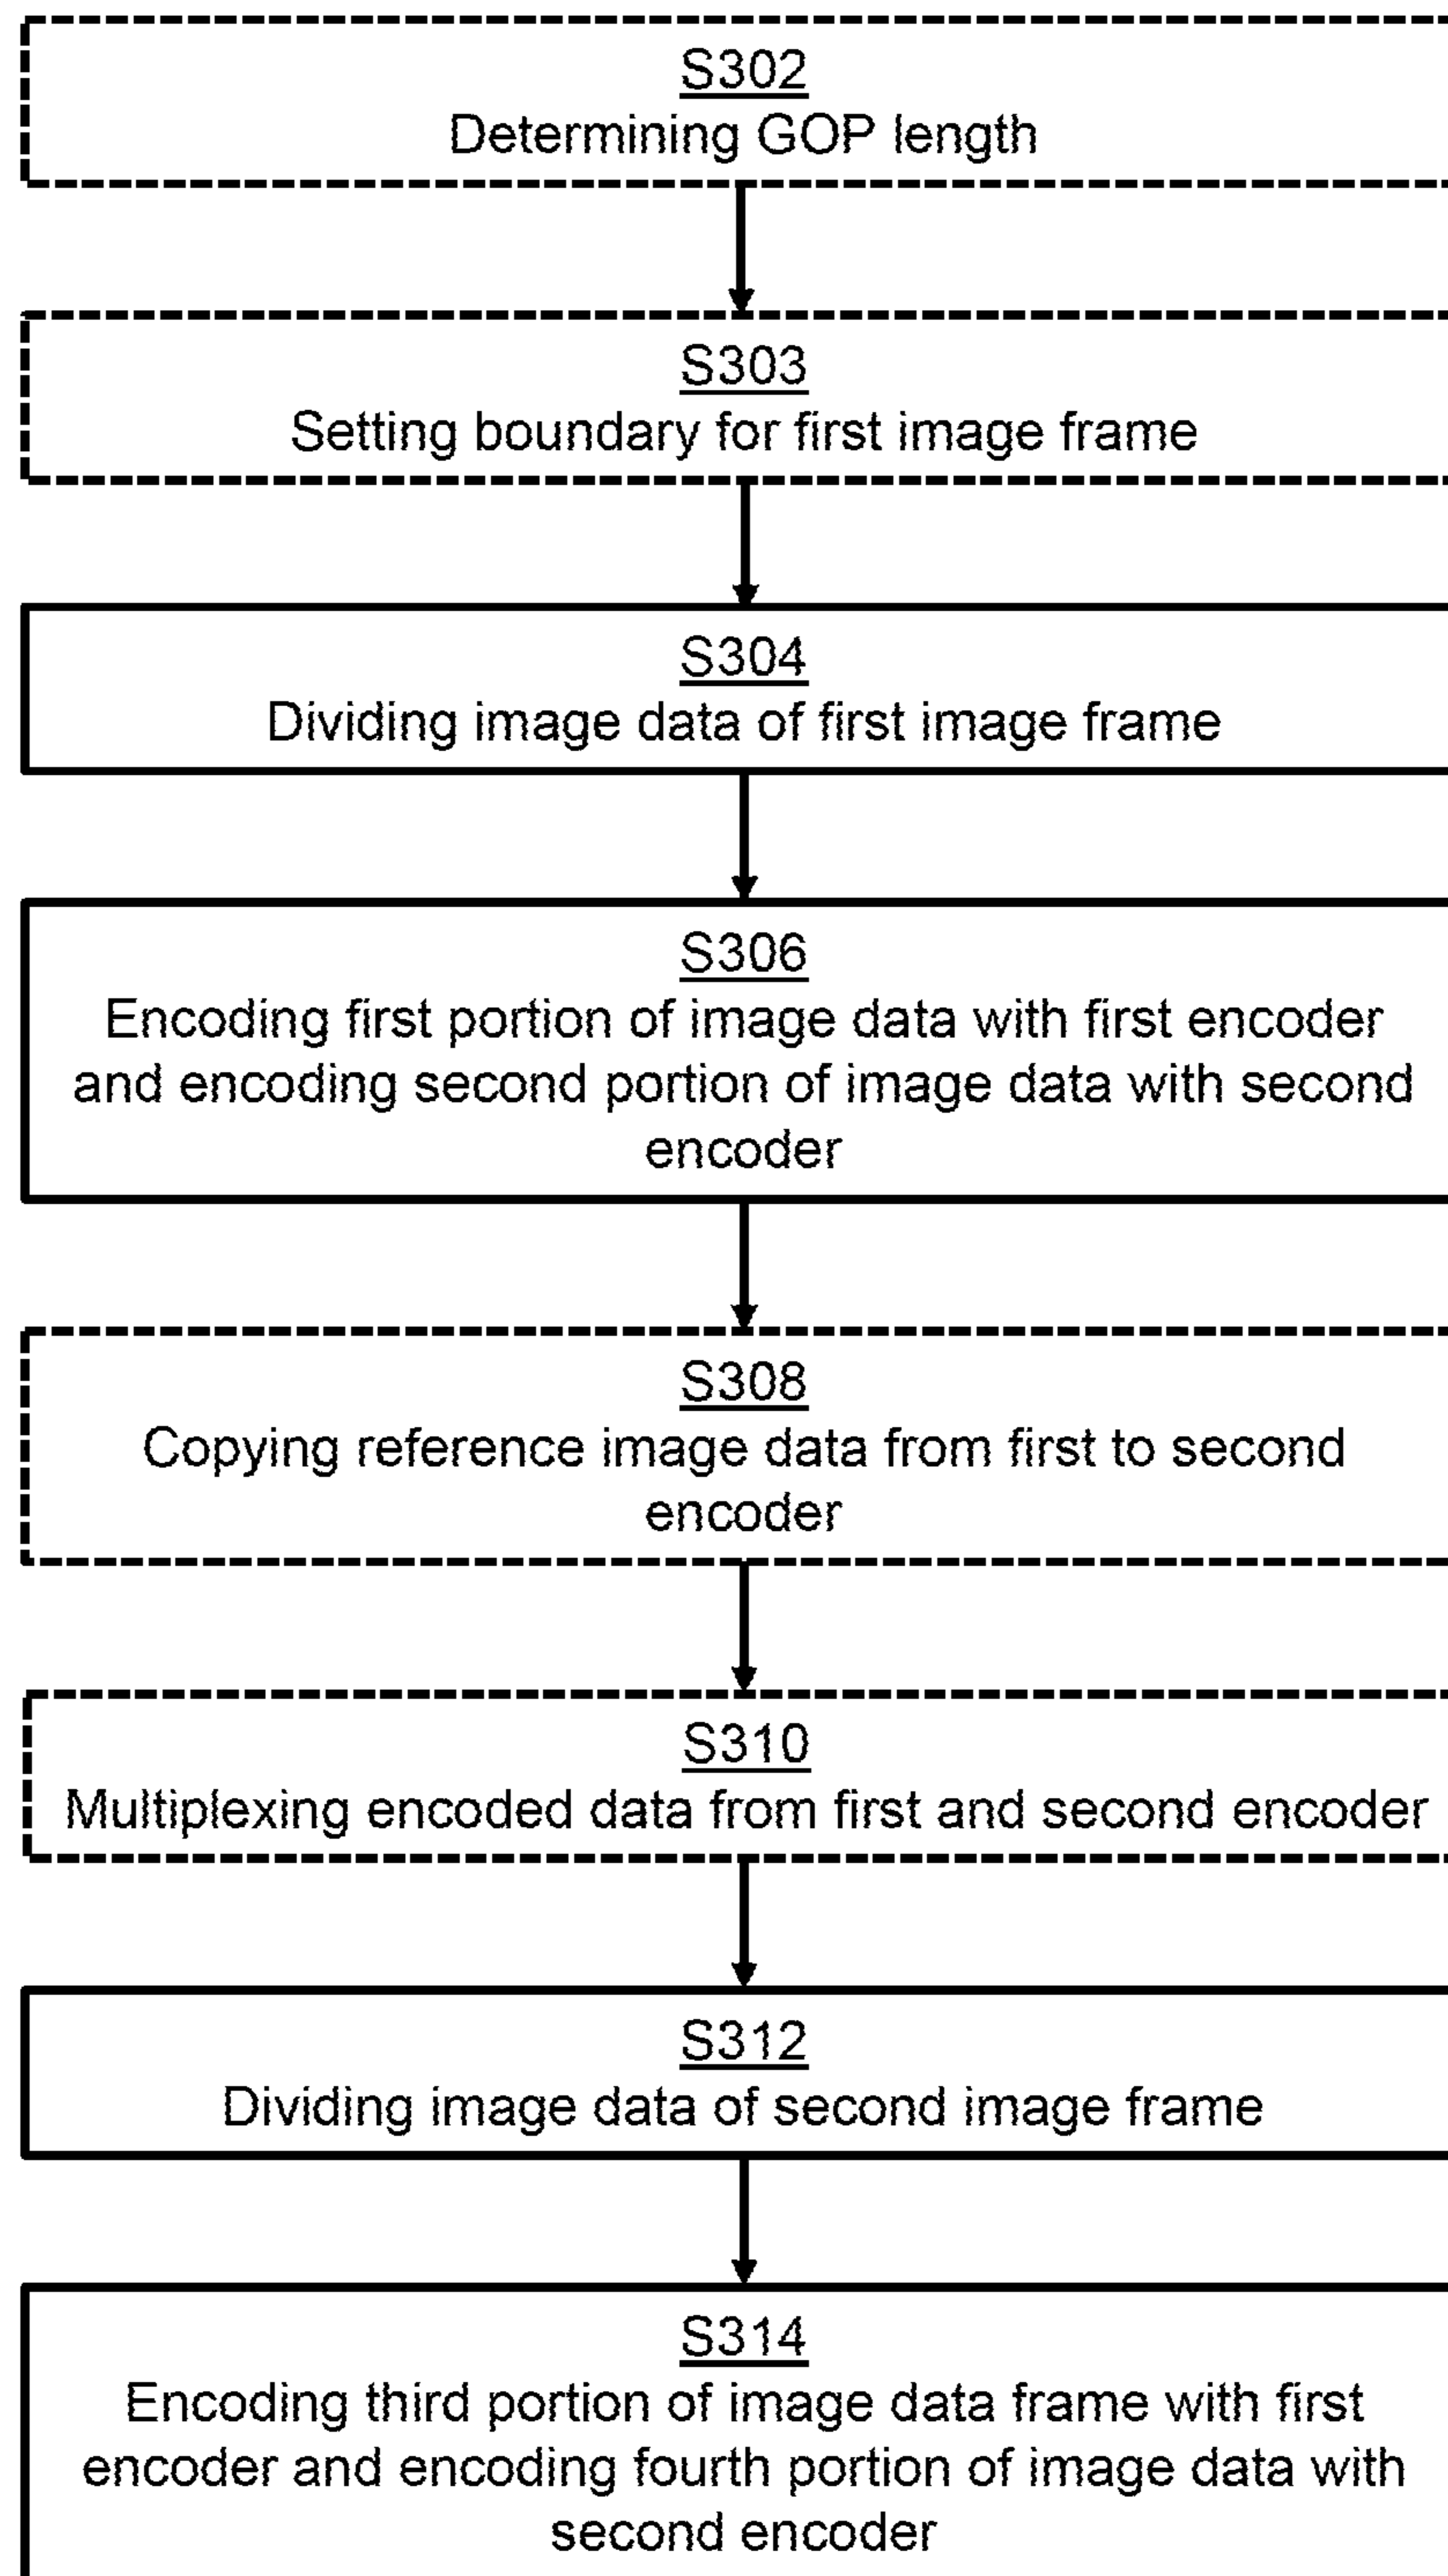 S302
Determining GOP length
S303
Setting boundary for first image frame
S304
Dividing image data of first image frame
S306
Encoding first portion of image data with first encoder
and encoding second portion of image data with second
encoder
S308
Copying reference image data from first to second
encoder
S310
Multiplexing encoded data from first and second encoder
S312
Dividing image data of second image frame
S314
Encoding third portion of image data frame with first
encoder and encoding fourth portion of image data with
second encoder